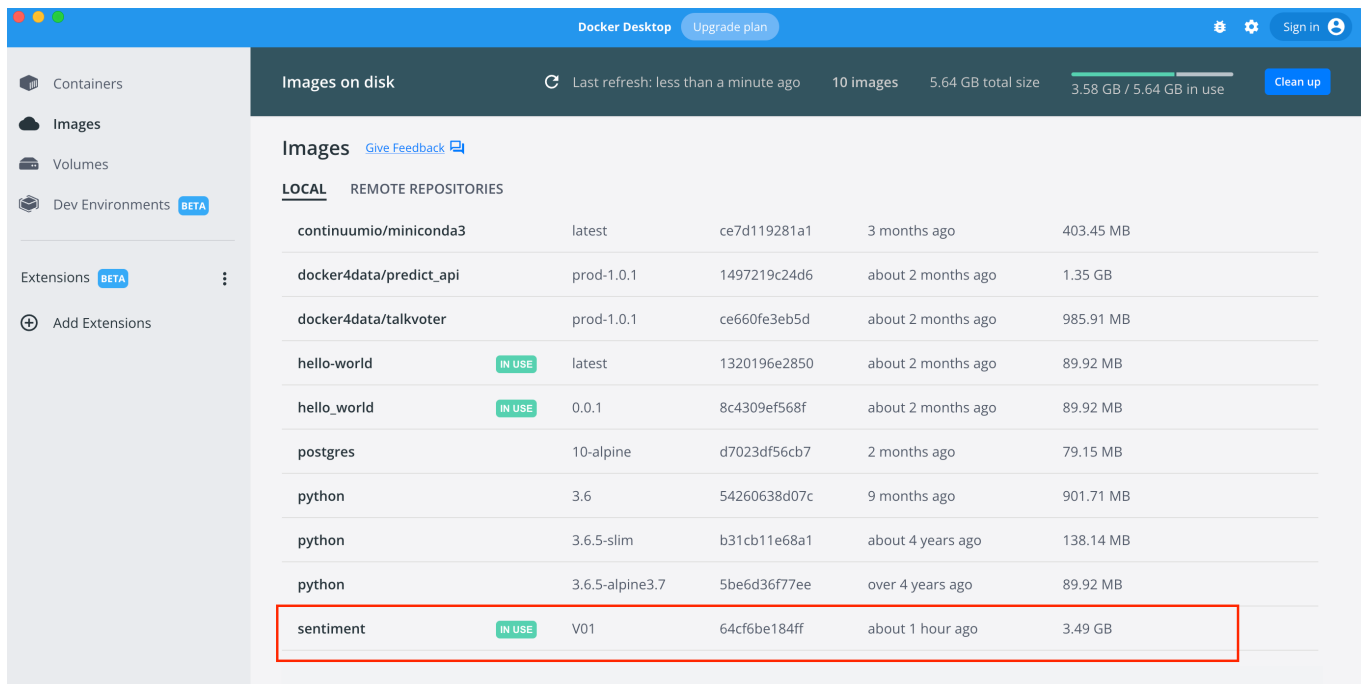 Docker Desktop Upgrade plan Sign in
Containers
Images
Volumes
Dev Environments BETA
Extensions BETA
Add Extensions
Images on disk Last refresh: less than a minute ago 10 images 5.64 GB total size 3.58 GB / 5.64 GB in use Clean up
Images Give Feedback
LOCAL REMOTE REPOSITORIES
continuumio/miniconda3 latest ce7d119281a1 3 months ago 403.45 MB
docker4data/predict_api prod-1.0.1 1497219c24d6 about 2 months ago 1.35 GB
docker4data/talkvoter prod-1.0.1 ce660fe3eb5d about 2 months ago 985.91 MB
hello-world IN USE latest 1320196e2850 about 2 months ago 89.92 MB
hello_world IN USE 0.0.1 8c4309ef568f about 2 months ago 89.92 MB
postgres 10-alpine d7023df56cb7 2 months ago 79.15 MB
python 3.6 54260638d07c 9 months ago 901.71 MB
python 3.6.5-slim b31cb11e68a1 about 4 years ago 138.14 MB
python 3.6.5-alpine3.7 5be6d36f77ee over 4 years ago 89.92 MB
sentiment IN USE V01 64cf6be184ff about 1 hour ago 3.49 GB